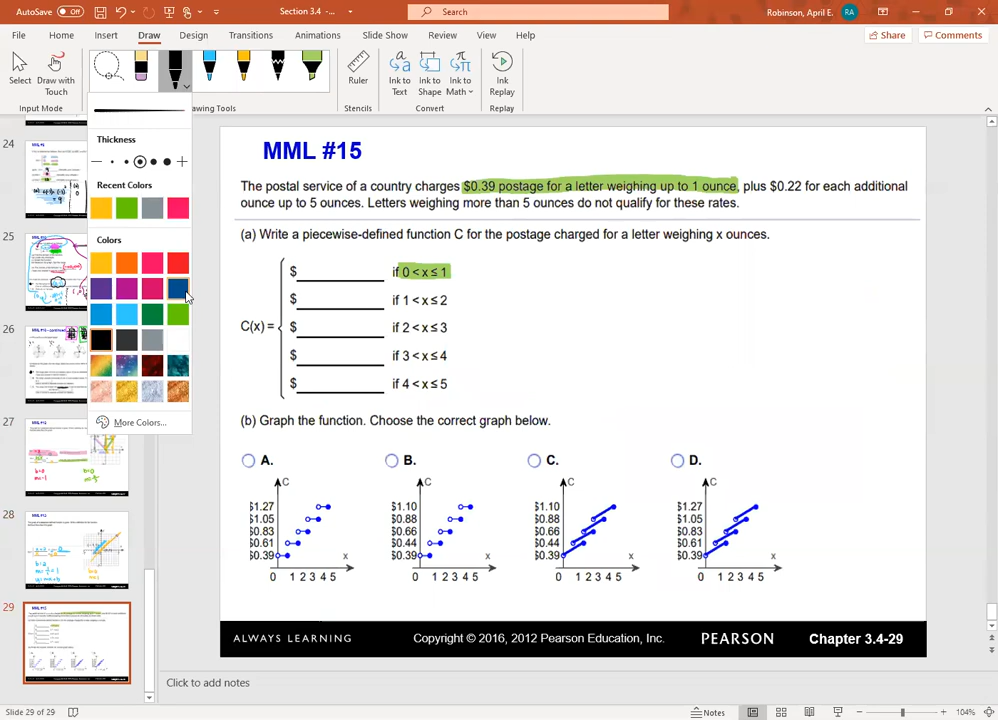 AutoSave Off
Section 3.4 -
Search
Robinson, April E. RA
File Home Insert Draw Design Transitions Animations Slide Show Review View Help
Share Comments
Select Draw with Touch
Ruler
Ink to Text Ink to Shape Ink to Math
Ink Replay
Input Mode
awing Tools
Stencils
Convert
Replay
Thickness
Recent Colors
Colors
More Colors...
24
25
26
27
28
29
MML #15
The postal service of a country charges $0.39 postage for a letter weighing up to 1 ounce, plus $0.22 for each additional
ounce up to 5 ounces. Letters weighing more than 5 ounces do not qualify for these rates.
(a) Write a piecewise-defined function C for the postage charged for a letter weighing x ounces.
$ if 0 < x ≤ 1
$ if 1 < x ≤ 2
C(x) = $ if 2 < x ≤ 3
$ if 3 < x ≤ 4
$ if 4 < x ≤ 5
(b) Graph the function. Choose the correct graph below.
A. B. C. D.
C C C C
$1.27 $1.10 $1.10 $1.27
$1.05 $0.88 $0.88 $1.05
$0.83 $0.66 $0.66 $0.83
$0.61 $0.44 $0.44 $0.61
$0.39 $0.39 $0.39 $0.39
x x x x
0 1 2 3 4 5 0 1 2 3 4 5 0 1 2 3 4 5 0 1 2 3 4 5
ALWAYS LEARNING Copyright © 2016, 2012 Pearson Education, Inc. PEARSON Chapter 3.4-29
Click to add notes
Slide 29 of 29
Notes
104%